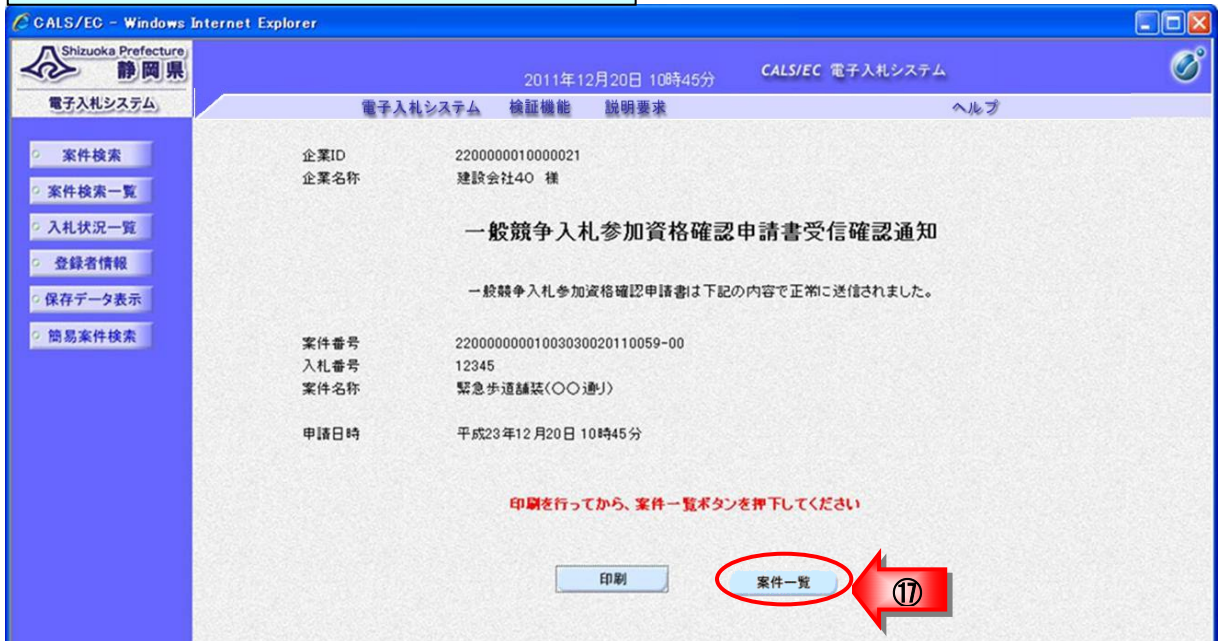 CALS/EC - Windows Internet Explorer
Shizuoka Prefecture
静岡県
2011年12月20日 10時45分
CALS/EC 電子入札システム
電子入札システム
電子入札システム 検証機能 説明要求 ヘルプ
案件検索
案件検索一覧
入札状況一覧
登録者情報
保存データ表示
簡易案件検索
企業ID 2200000010000021
企業名称 建設会社40 様
一般競争入札参加資格確認申請書受信確認通知
一般競争入札参加資格確認申請書は下記の内容で正常に送信されました。
案件番号 2200000000100303002011​0059-00
入札番号 12345
案件名称 緊急歩道舗装(〇〇通り)
申請日時 平成23年12月20日 10時45分
印刷を行ってから、案件一覧ボタンを押下してください
印刷 案件一覧 ⑰